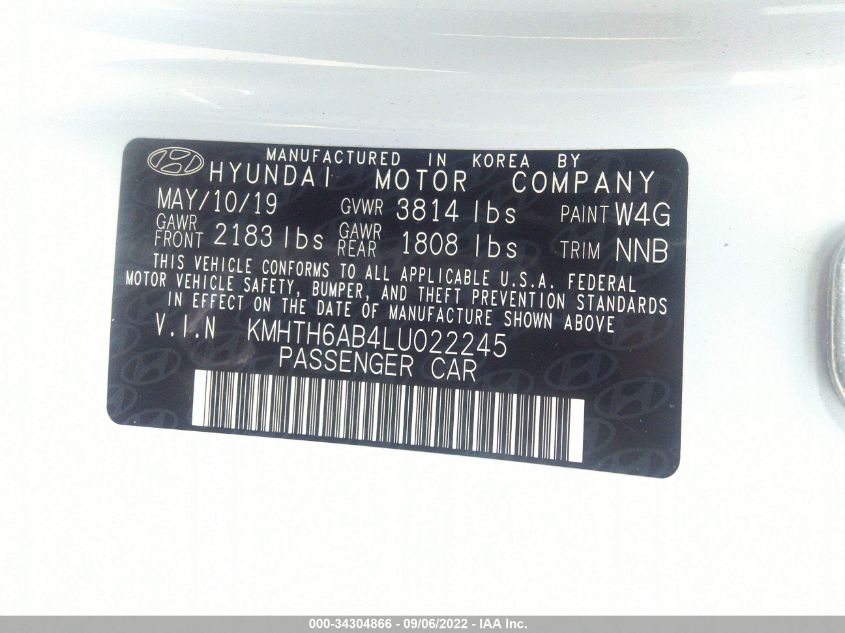 MANUFACTURED IN KOREA BY
HYUNDAI MOTOR COMPANY
MAY/10/19 GVWR 3814 lbs PAINT W4G
GAWR FRONT 2183 lbs GAWR REAR 1808 lbs TRIM NNB
THIS VEHICLE CONFORMS TO ALL APPLICABLE U.S.A. FEDERAL
MOTOR VEHICLE SAFETY, BUMPER, AND THEFT PREVENTION STANDARDS
IN EFFECT ON THE DATE OF MANUFACTURE SHOWN ABOVE
V.I.N KMHTH6AB4LU022245
PASSENGER CAR
000-34304866 - 09/06/2022 - IAA Inc.